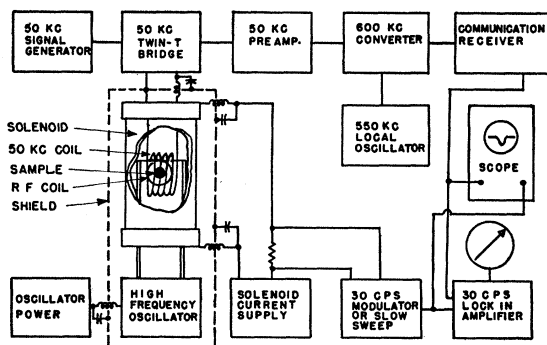 50 KC
SIGNAL
GENERATOR
50 KC
TWIN-T
BRIDGE
50 KC
PREAMP.
600 KC
CONVERTER
COMMUNICATION
RECEIVER
550 KC
LOCAL
OSCILLATOR
SCOPE
SOLENOID
50 KC COIL
SAMPLE
RF COIL
SHIELD
OSCILLATOR
POWER
HIGH
FREQUENCY
OSCILLATOR
SOLENOID
CURRENT
SUPPLY
30 CPS
MODULATOR
OR SLOW
SWEEP
30 CPS
LOCK IN
AMPLIFIER